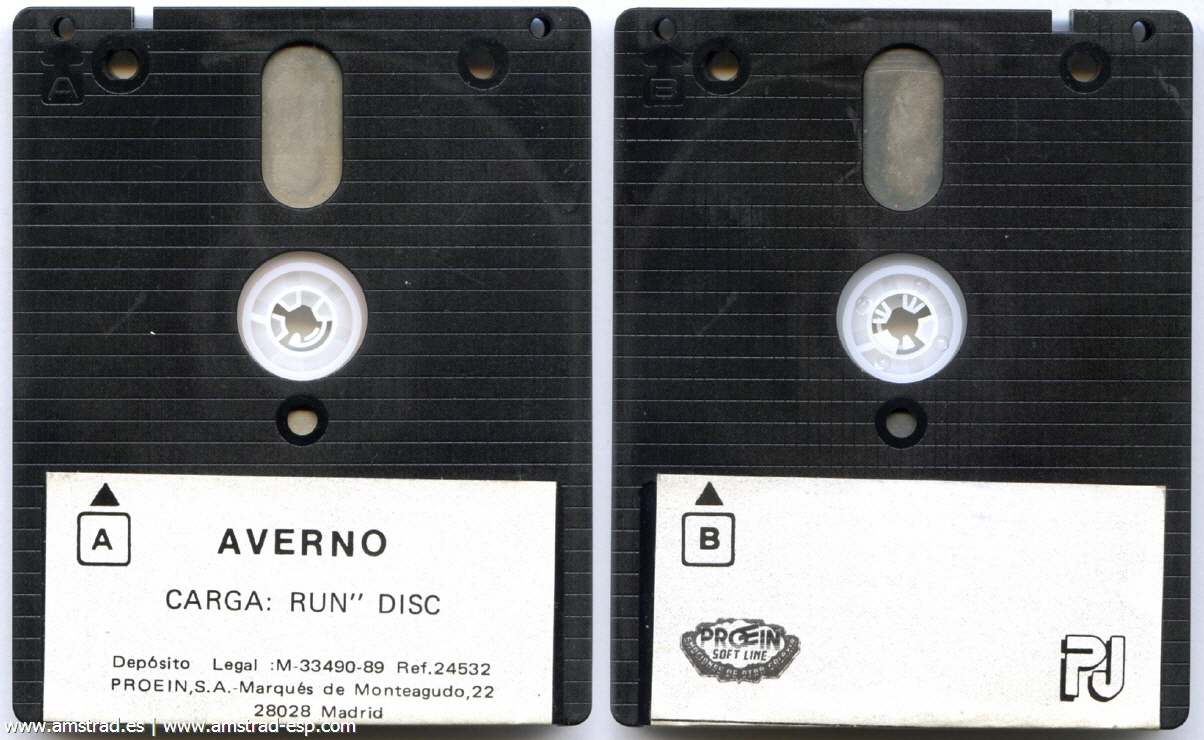 A
B
A
AVERNO
CARGA: RUN" DISC
Depósito Legal :M-33490-89 Ref.24532
PROEIN,S.A.-Marqués de Monteagudo,22
28028 Madrid
B
PROEIN
SOFT LINE
PJ
www.amstrad.es | www.amstrad-esp.com